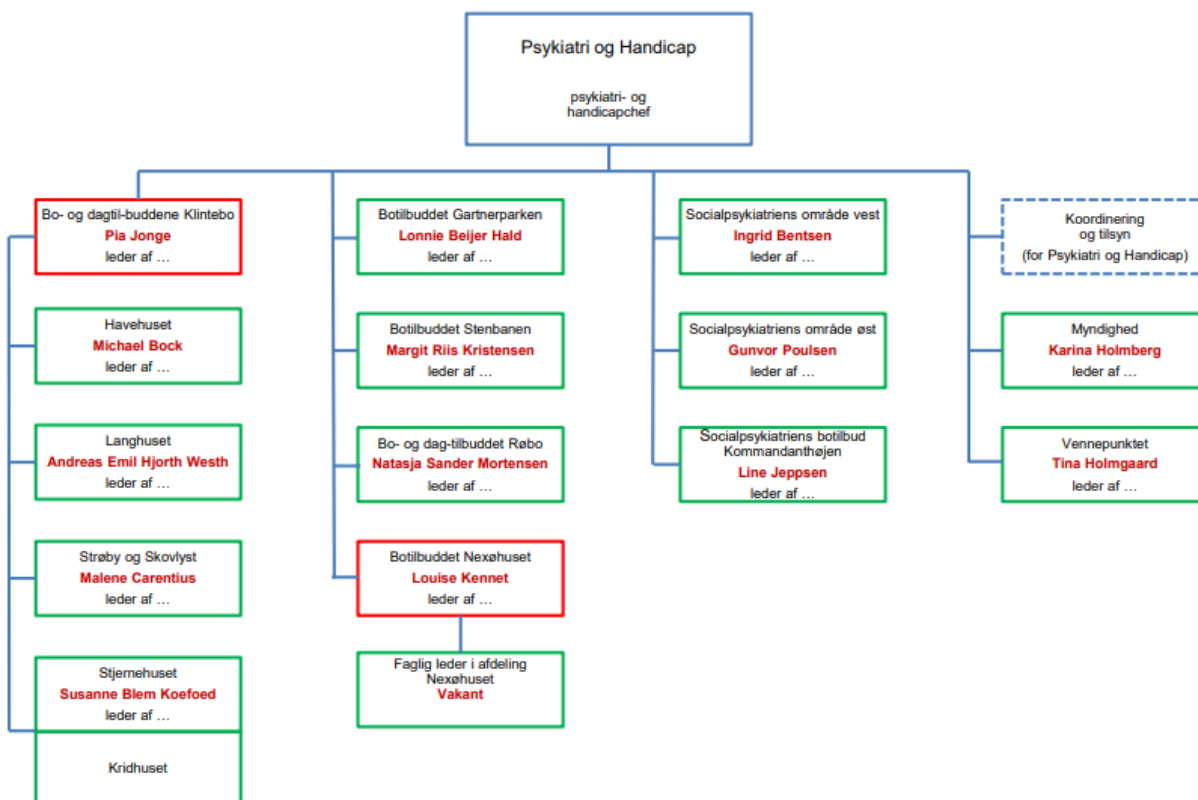 Psykiatri og Handicap
psykiatri- og
handicapchef
Bo- og dagtil-buddene Klintebo
Pia Jonge
leder af …
Havehuset
Michael Bock
leder af …
Langhuset
Andreas Emil Hjorth Westh
leder af …
Strøby og Skovlyst
Malene Carentius
leder af …
Stjernehuset
Susanne Blem Koefoed
leder af …
Kridhuset
Botilbuddet Gartnerparken
Lonnie Beijer Hald
leder af …
Botilbuddet Stenbanen
Margit Riis Kristensen
leder af …
Bo- og dag-tilbuddet Røbo
Natasja Sander Mortensen
leder af …
Botilbuddet Nexøhuset
Louise Kennet
leder af …
Faglig leder i afdeling
Nexøhuset
Vakant
Socialpsykiatriens område vest
Ingrid Bentsen
leder af …
Socialpsykiatriens område øst
Gunvor Poulsen
leder af …
Socialpsykiatriens botilbud
Kommandanthøjen
Line Jeppsen
leder af …
Koordinering
og tilsyn
(for Psykiatri og Handicap)
Myndighed
Karina Holmberg
leder af …
Vennepunktet
Tina Holmgaard
leder af …